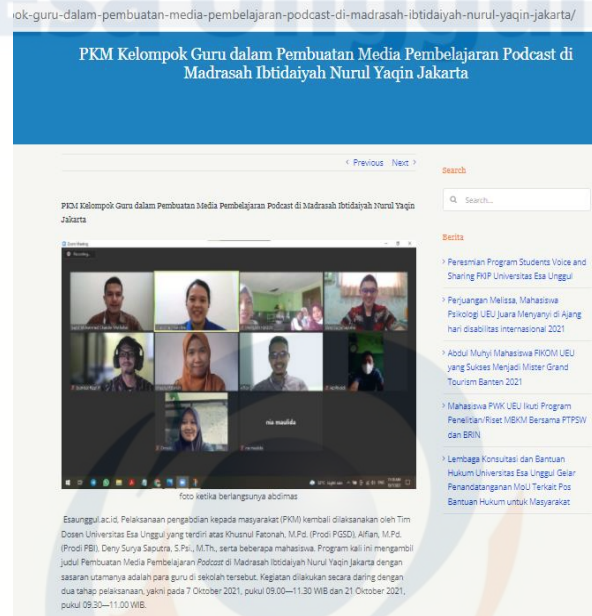 ok-guru-dalam-pembuatan-media-pembelajaran-podcast-di-madrasah-ibtidaiyah-nurul-yaqin-jakarta/
PKM Kelompok Guru dalam Pembuatan Media Pembelajaran Podcast di
Madrasah Ibtidaiyah Nurul Yaqin Jakarta
< Previous Next >
PKM Kelompok Guru dalam Pembuatan Media Pembelajaran Podcast di Madrasah Ibtidaiyah Nurul Yaqin
Jakarta
Zoom Meeting
Recording...
nia maulida
foto ketika berlangsunya abdimas
Esaunggul.ac.id, Pelaksanaan pengabdian kepada masyarakat (PKM) kembali dilaksanakan oleh Tim
Dosen Universitas Esa Unggul yang terdiri atas Khusnul Fatonah, M.Pd. (Prodi PGSD), Alfian, M.Pd.
(Prodi PBI), Deny Surya Saputra, S.Psi., M.Th., serta beberapa mahasiswa. Program kali ini mengambil
judul Pembuatan Media Pembelajaran Podcast di Madrasah Ibtidaiyah Nurul Yaqin Jakarta dengan
sasaran utamanya adalah para guru di sekolah tersebut. Kegiatan dilakukan secara daring dengan
dua tahap pelaksanaan, yakni pada 7 Oktober 2021, pukul 09.00—11.30 WIB dan 21 Oktober 2021,
pukul 09.30—11.00 WIB.
Search
Search...
Berita
> Peresmian Program Students Voice and
Sharing FKIP Universitas Esa Unggul
> Perjuangan Melissa, Mahasiswa
Psikologi UEU Juara Menyanyi di Ajang
hari disabilitas internasional 2021
> Abdul Muhyi Mahasiswa FIKOM UEU
yang Sukses Menjadi Mister Grand
Tourism Banten 2021
> Mahasiswa PWK UEU Ikuti Program
Penelitian/Riset MBKM Bersama PTPSW
dan BRIN
> Lembaga Konsultasi dan Bantuan
Hukum Universitas Esa Unggul Gelar
Penandatanganan MoU Terkait Pos
Bantuan Hukum untuk Masyarakat